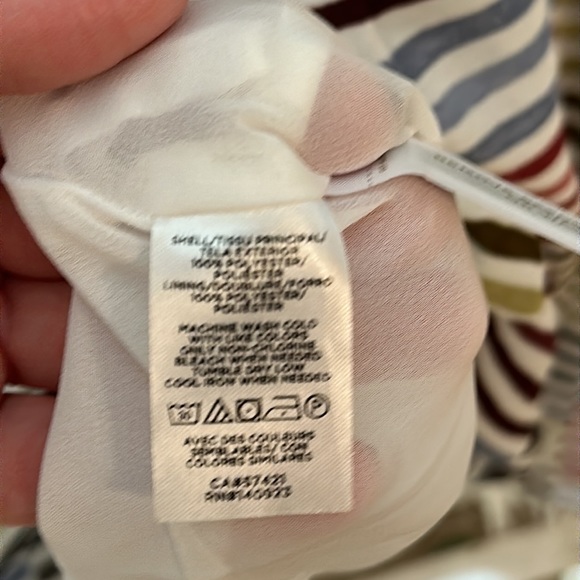 SHELL/TISSU PRINCIPAL/
TELA EXTERIOR
100% POLYESTER/
POLIESTER
LINING/DOUBLURE/FORRO
100% POLYESTER/
POLIESTER
MACHINE WASH COLD
WITH LIKE COLORS
ONLY NON-CHLORINE
BLEACH WHEN NEEDED
TUMBLE DRY LOW
COOL IRON WHEN NEEDED
30 P
AVEC DES COULEURS
SEMBLABLES/ CON
COLORES SIMILARES
CA#57421
RN#140923